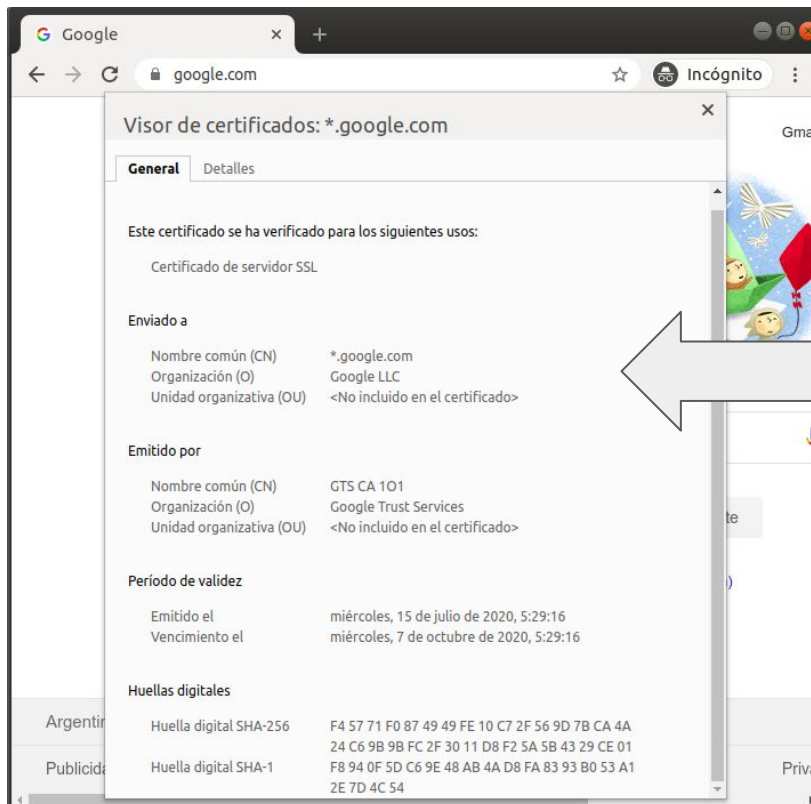 Google
google.com
Incógnito
Gma
Visor de certificados: *.google.com
General Detalles
Este certificado se ha verificado para los siguientes usos:
Certificado de servidor SSL
Enviado a
Nombre común (CN) *.google.com
Organización (O) Google LLC
Unidad organizativa (OU) <No incluido en el certificado>
Emitido por
Nombre común (CN) GTS CA 1O1
Organización (O) Google Trust Services
Unidad organizativa (OU) <No incluido en el certificado>
te
Período de validez
)
Emitido el miércoles, 15 de julio de 2020, 5:29:16
Vencimiento el miércoles, 7 de octubre de 2020, 5:29:16
Huellas digitales
Argentin
Huella digital SHA-256 F4 57 71 F0 87 49 49 FE 10 C7 2F 56 9D 7B CA 4A
24 C6 9B 9B FC 2F 30 11 D8 F2 5A 5B 43 29 CE 01
Publicida Huella digital SHA-1 F8 94 0F 5D C6 9E 48 AB 4A D8 FA 83 93 B0 53 A1 Priva
2E 7D 4C 54